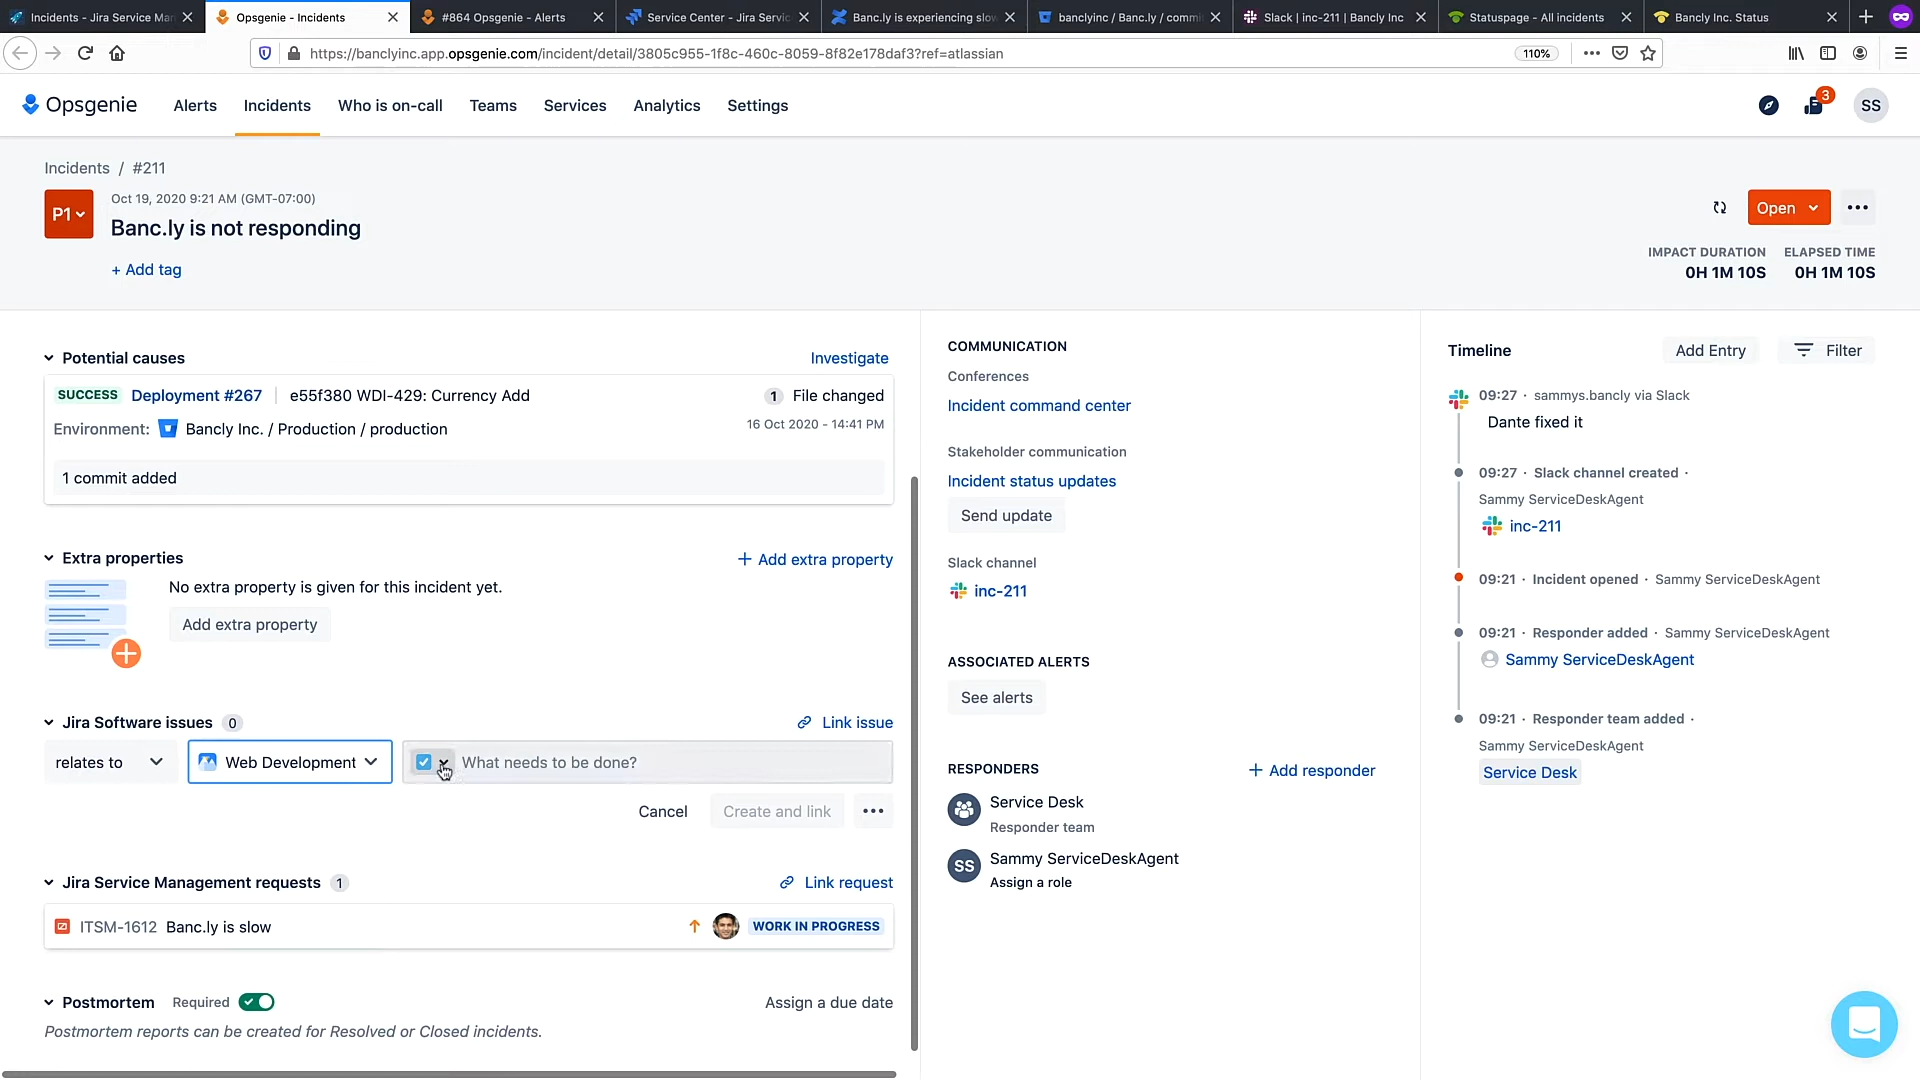 Incidents - Jira Service Man
Opsgenie - Incidents
#864 Opsgenie - Alerts
Service Center - Jira Servic
Banc.ly is experiencing slow
banclyinc / Banc.ly / commi
Slack | inc-211 | Bancly Inc
Statuspage - All incidents
Bancly Inc. Status
https://banclyinc.app.opsgenie.com/incident/detail/3805c955-1f8c-460c-8059-8f82e178daf3?ref=atlassian
110%
Opsgenie
Alerts
Incidents
Who is on-call
Teams
Services
Analytics
Settings
3
SS
Incidents / #211
P1
Oct 19, 2020 9:21 AM (GMT-07:00)
Banc.ly is not responding
+ Add tag
Open
IMPACT DURATION
0H 1M 10S
ELAPSED TIME
0H 1M 10S
Potential causes
Investigate
SUCCESS Deployment #267 e55f380 WDI-429: Currency Add
1 File changed
Environment: Bancly Inc. / Production / production
16 Oct 2020 - 14:41 PM
1 commit added
Extra properties
+ Add extra property
No extra property is given for this incident yet.
Add extra property
Jira Software issues 0
Link issue
relates to
Web Development
What needs to be done?
Cancel
Create and link
Jira Service Management requests 1
Link request
ITSM-1612 Banc.ly is slow
WORK IN PROGRESS
Postmortem Required
Assign a due date
Postmortem reports can be created for Resolved or Closed incidents.
COMMUNICATION
Conferences
Incident command center
Stakeholder communication
Incident status updates
Send update
Slack channel
inc-211
ASSOCIATED ALERTS
See alerts
RESPONDERS
+ Add responder
Service Desk
Responder team
SS
Sammy ServiceDeskAgent
Assign a role
Timeline
Add Entry
Filter
09:27 · sammys.bancly via Slack
Dante fixed it
09:27 · Slack channel created ·
Sammy ServiceDeskAgent
inc-211
09:21 · Incident opened · Sammy ServiceDeskAgent
09:21 · Responder added · Sammy ServiceDeskAgent
Sammy ServiceDeskAgent
09:21 · Responder team added ·
Sammy ServiceDeskAgent
Service Desk